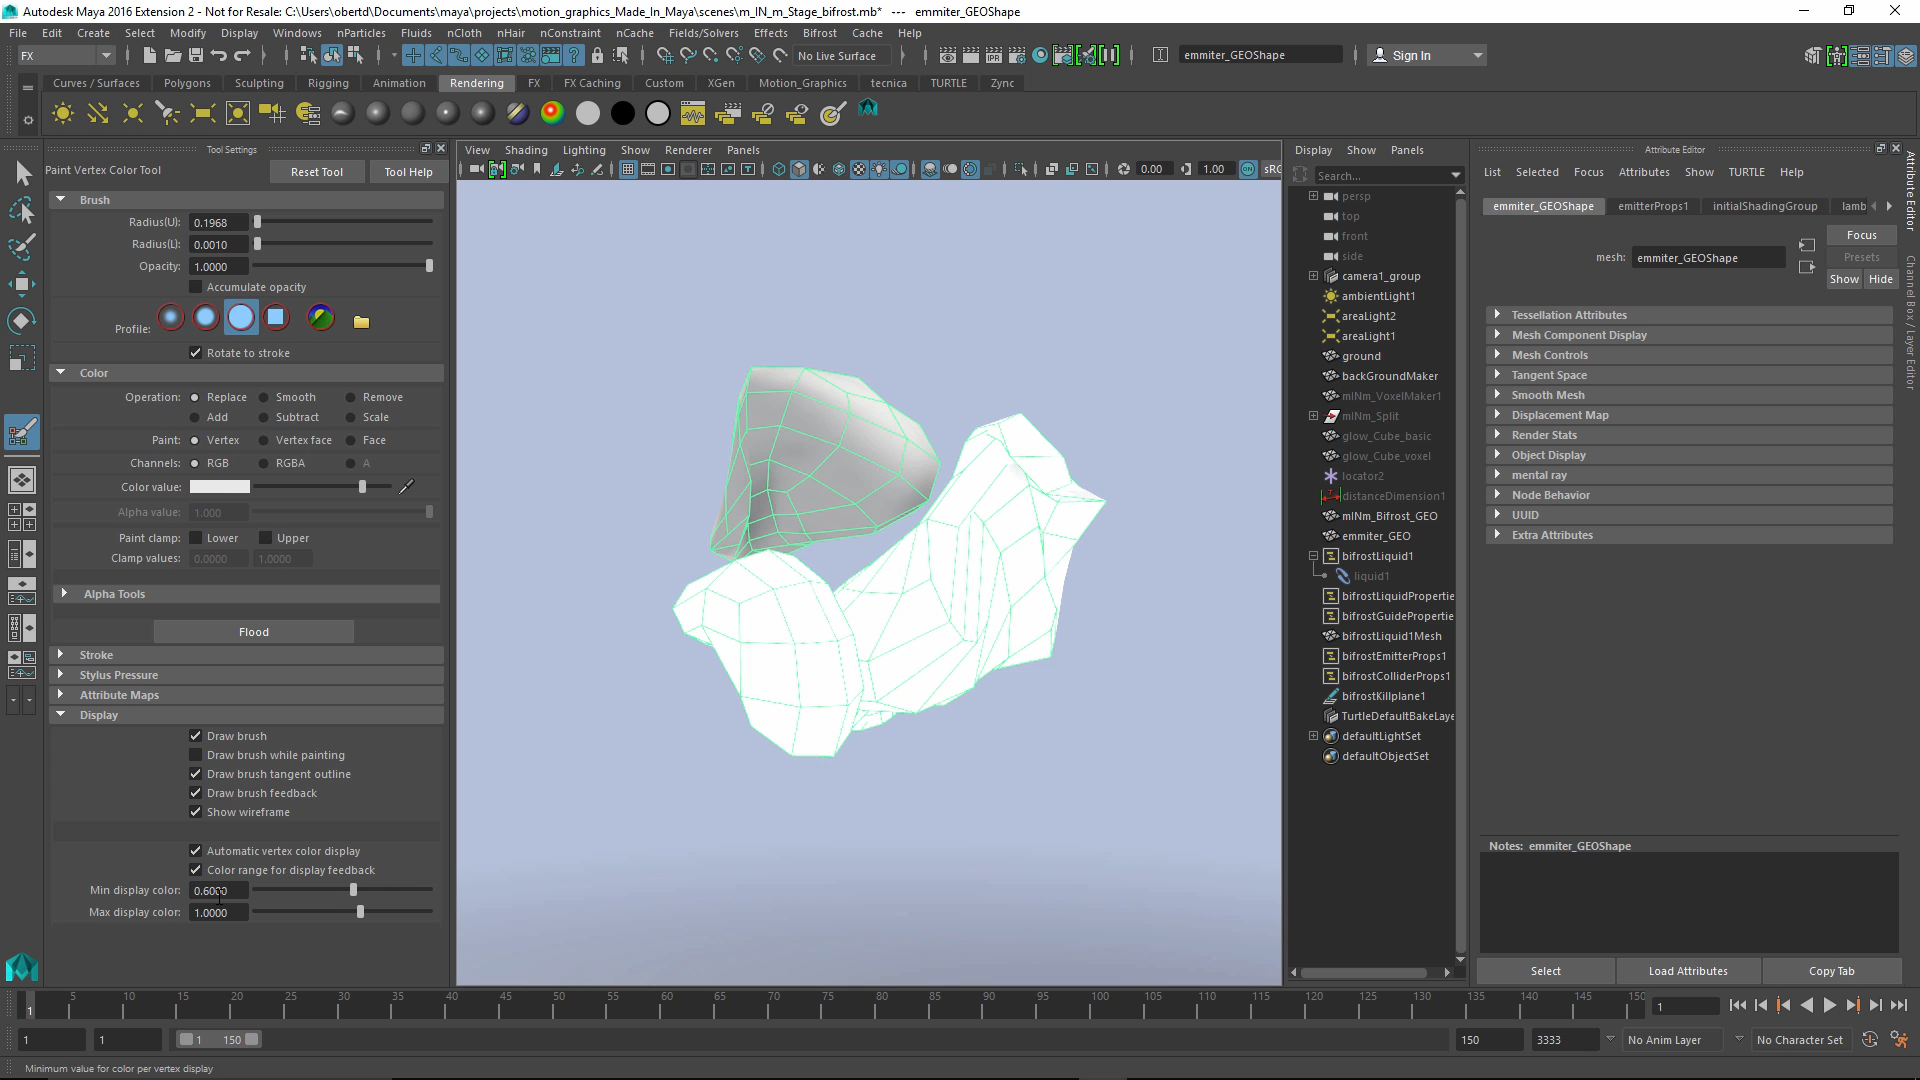 Autodesk Maya 2016 Extension 2 - Not for Resale: C:\Users\obertd\Documents\maya\projects\motion_graphics_Made_In_Maya\scenes\m_IN_m_Stage_bifrost.mb* --- emmiter_GEOShape
File Edit Create Select Modify Display Windows nParticles Fluids nCloth nHair nConstraint nCache Fields/Solvers Effects Bifrost Cache Help
FX No Live Surface IPR emmiter_GEOShape Sign In
Curves / Surfaces Polygons Sculpting Rigging Animation Rendering FX FX Caching Custom XGen Motion_Graphics tecnica TURTLE Zync
Tool Settings
Paint Vertex Color Tool Reset Tool Tool Help
Brush
Radius(U): 0.1968
Radius(L): 0.0010
Opacity: 1.0000
Accumulate opacity
Profile:
Rotate to stroke
Color
Operation: Replace Smooth Remove
Add Subtract Scale
Paint: Vertex Vertex face Face
Channels: RGB RGBA A
Color value:
Alpha value: 1.000
Paint clamp: Lower Upper
Clamp values: 0.0000 1.0000
Alpha Tools
Flood
Stroke
Stylus Pressure
Attribute Maps
Display
Draw brush
Draw brush while painting
Draw brush tangent outline
Draw brush feedback
Show wireframe
Automatic vertex color display
Color range for display feedback
Min display color: 0.6000
Max display color: 1.0000
View Shading Lighting Show Renderer Panels
0.00 1.00 sRG
Display Show Panels
Search...
persp
top
front
side
camera1_group
ambientLight1
areaLight2
areaLight1
ground
backGroundMaker
mINm_VoxelMaker1
mINm_Split
glow_Cube_basic
glow_Cube_voxel
locator2
distanceDimension1
mINm_Bifrost_GEO
emmiter_GEO
bifrostLiquid1
liquid1
bifrostLiquidPropertie
bifrostGuidePropertie
bifrostLiquid1Mesh
bifrostEmitterProps1
bifrostColliderProps1
bifrostKillplane1
TurtleDefaultBakeLaye
defaultLightSet
defaultObjectSet
Attribute Editor
List Selected Focus Attributes Show TURTLE Help
emmiter_GEOShape emitterProps1 initialShadingGroup lamb
Focus
mesh: emmiter_GEOShape Presets
Show Hide
Tessellation Attributes
Mesh Component Display
Mesh Controls
Tangent Space
Smooth Mesh
Displacement Map
Render Stats
Object Display
mental ray
Node Behavior
UUID
Extra Attributes
Notes: emmiter_GEOShape
Select Load Attributes Copy Tab
Attribute Editor
Channel Box / Layer Editor
1 5 10 15 20 25 30 35 40 45 50 55 60 65 70 75 80 85 90 95 100 105 110 115 120 125 130 135 140 145 150 1
1 1 1 150 150 3333 No Anim Layer No Character Set
Minimum value for color per vertex display